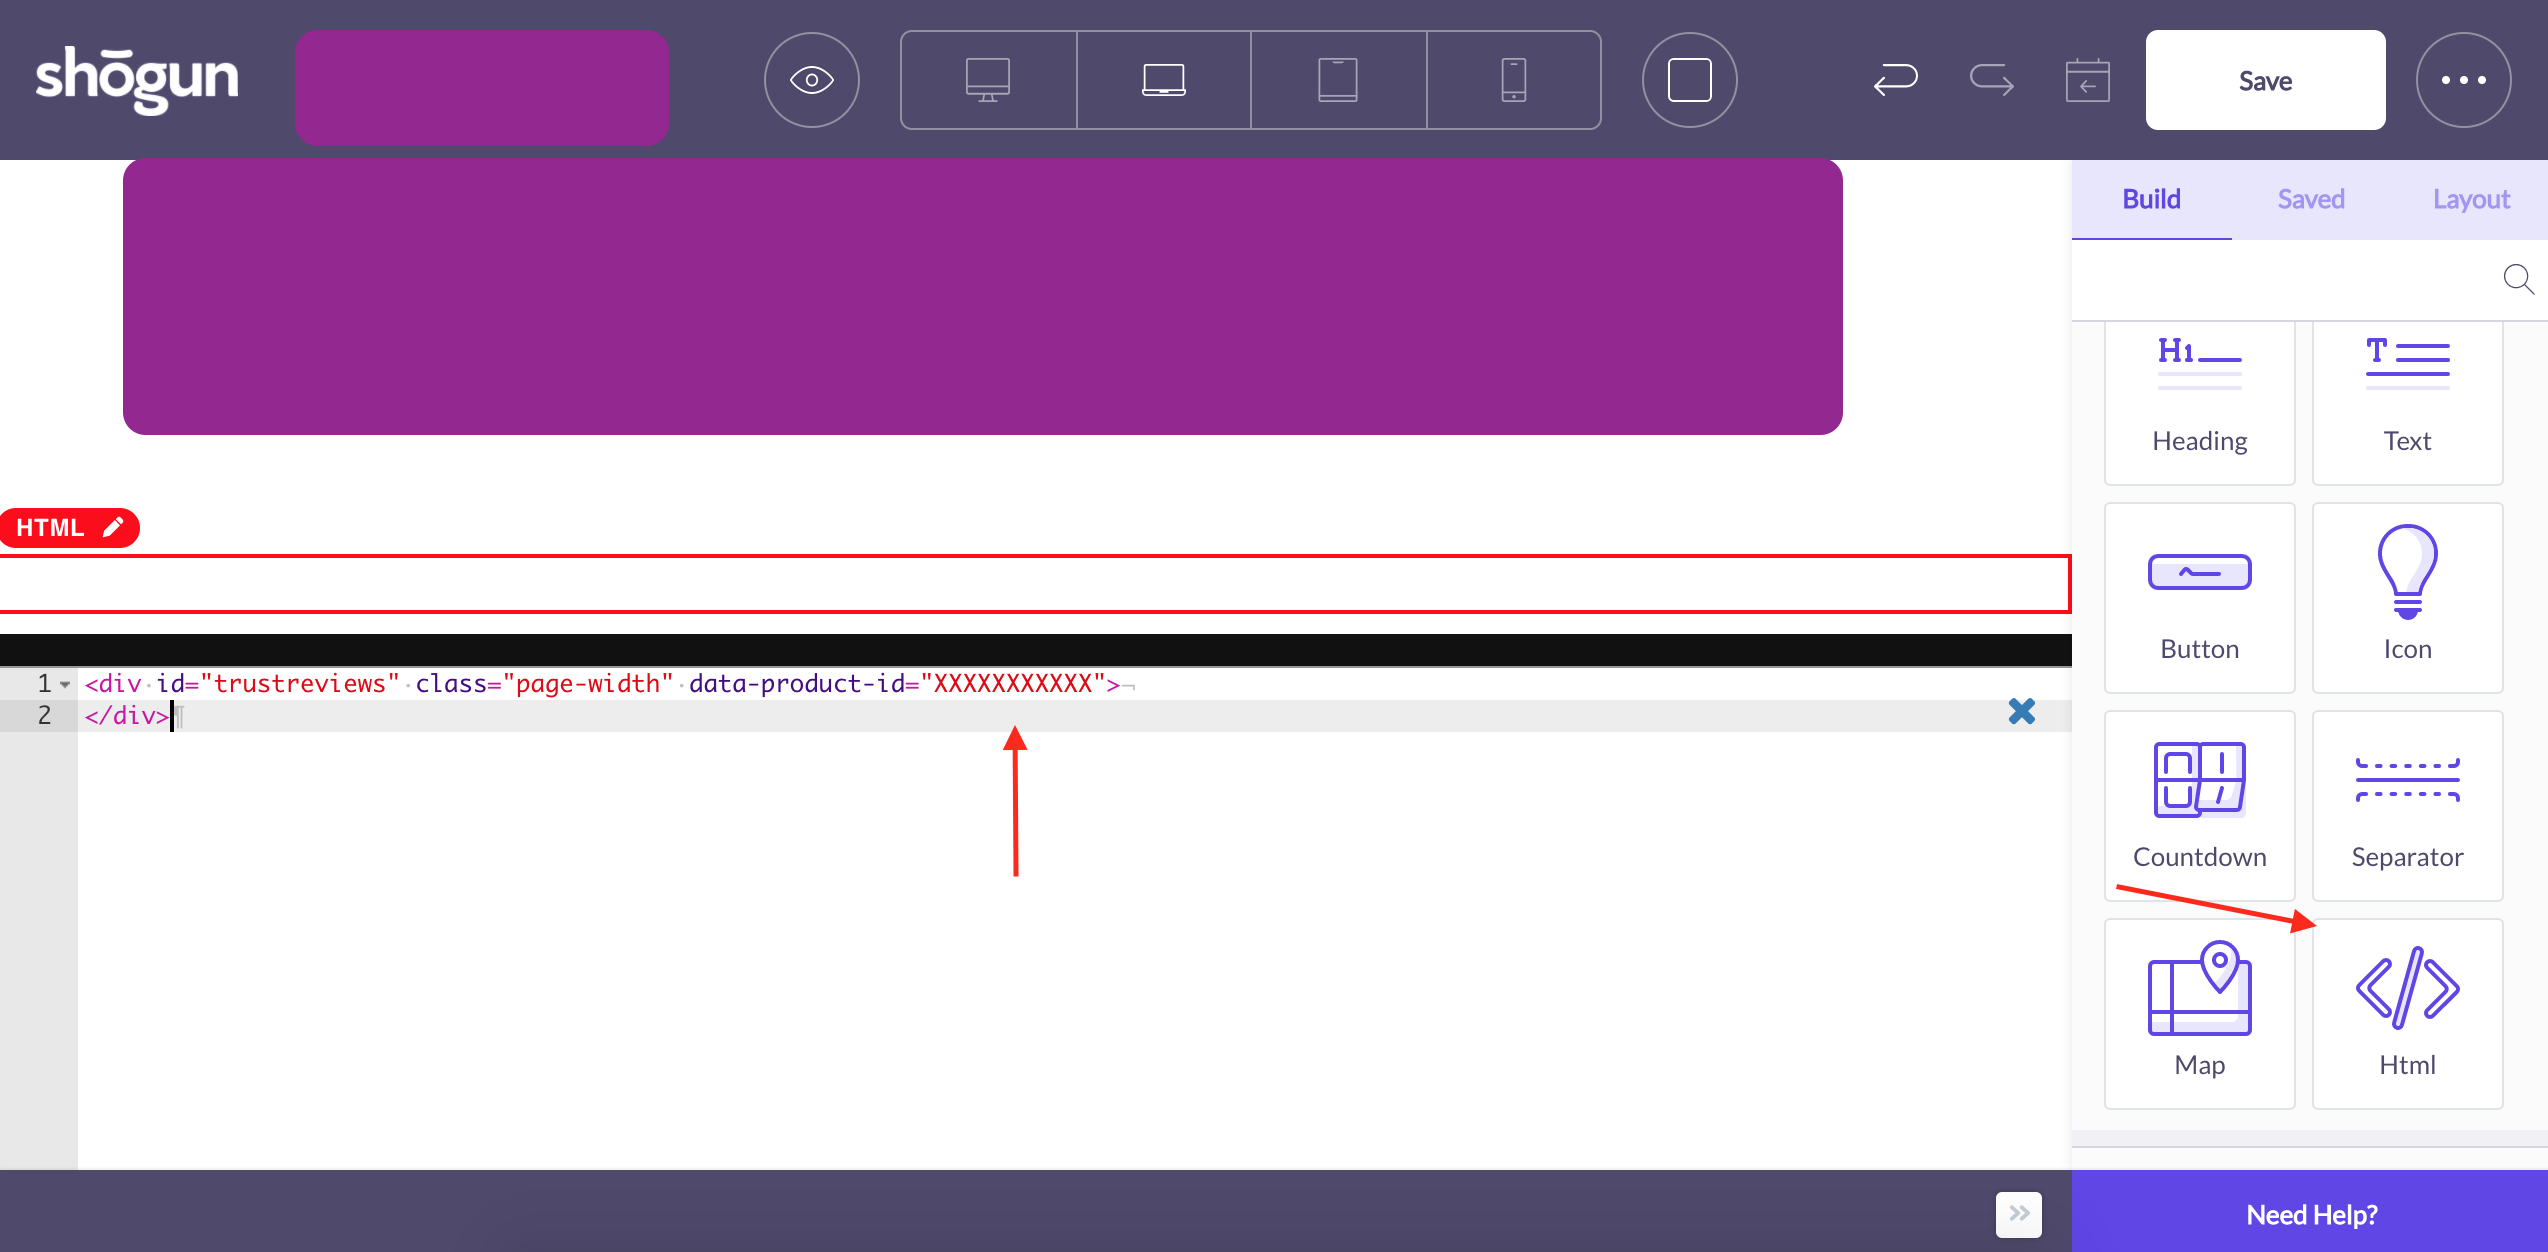 shōgun
Save
Build
Saved
Layout
H1
T
Heading
Text
HTML
Button
Icon
1 <div id="trustreviews" class="page-width" data-product-id="XXXXXXXXXXX">
2 </div>
Countdown
Separator
Map
Html
Need Help?